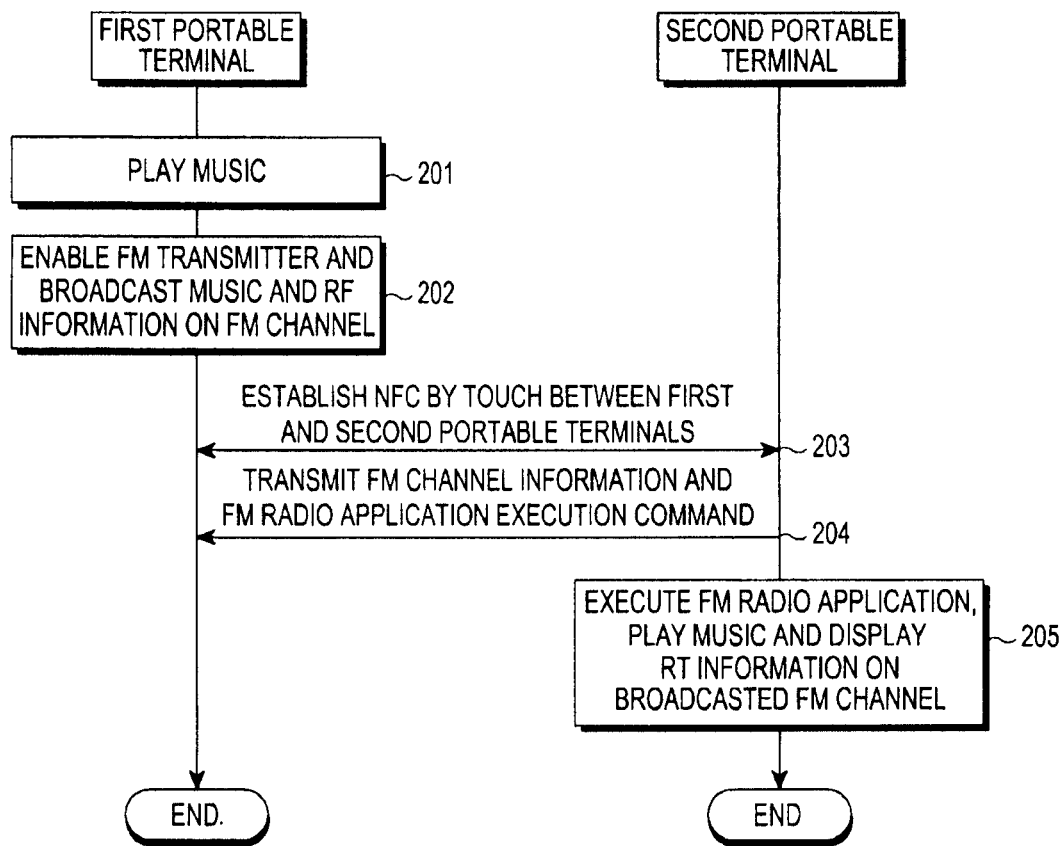 FIRST PORTABLE
TERMINAL
SECOND PORTABLE
TERMINAL
PLAY MUSIC
201
ENABLE FM TRANSMITTER AND
BROADCAST MUSIC AND RF
INFORMATION ON FM CHANNEL
202
ESTABLISH NFC BY TOUCH BETWEEN FIRST
AND SECOND PORTABLE TERMINALS
203
TRANSMIT FM CHANNEL INFORMATION AND
FM RADIO APPLICATION EXECUTION COMMAND
204
EXECUTE FM RADIO APPLICATION,
PLAY MUSIC AND DISPLAY
RT INFORMATION ON
BROADCASTED FM CHANNEL
205
END.
END